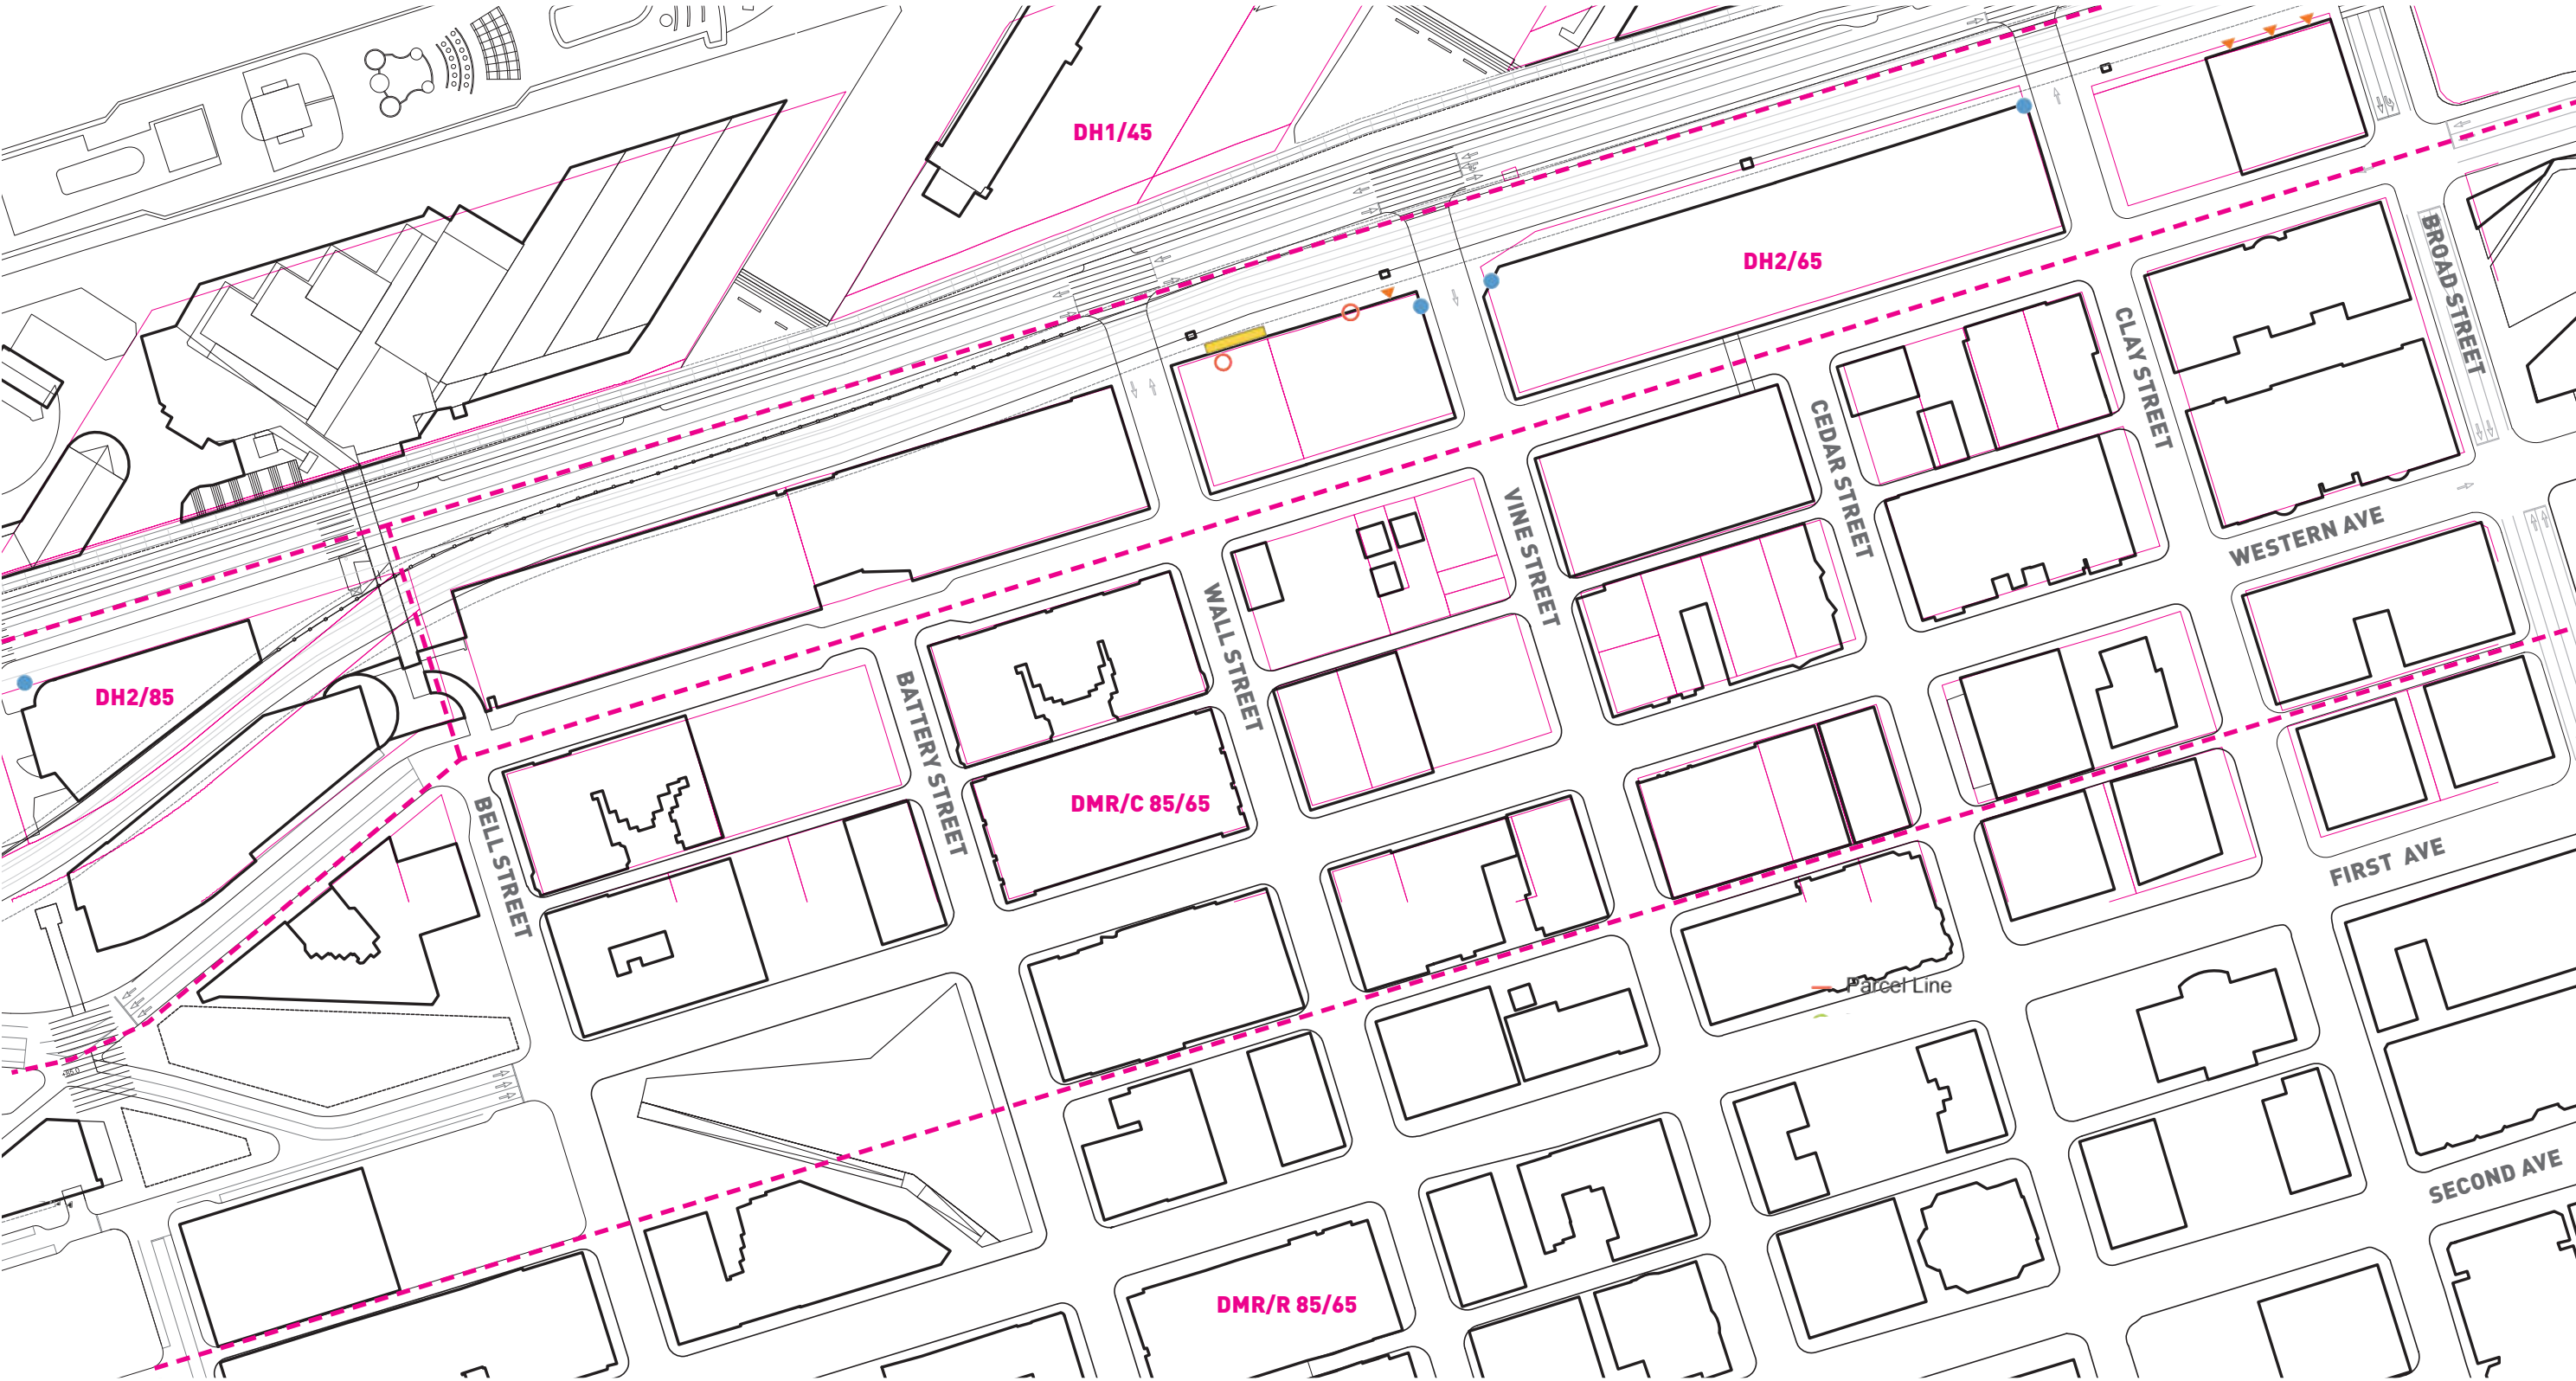 DH1/45
DH2/65
BROAD STREET
CLAY STREET
CEDAR STREET
WESTERN AVE
VINE STREET
WALL STREET
DH2/85
BATTERY STREET
DMR/C 85/65
BELL STREET
FIRST AVE
Parcel Line
SECOND AVE
DMR/R 85/65